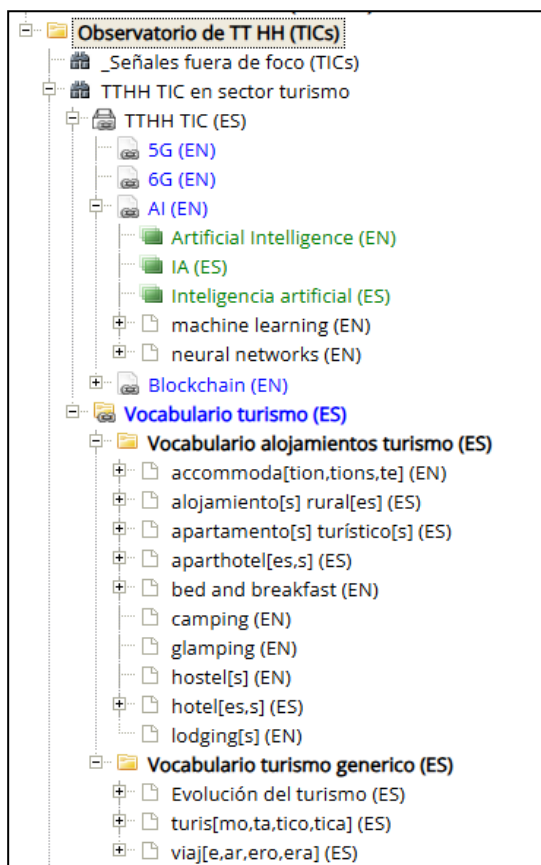 Observatorio de TT HH (TICs)
_Señales fuera de foco (TICs)
TTHH TIC en sector turismo
TTHH TIC (ES)
5G (EN)
6G (EN)
AI (EN)
Artificial Intelligence (EN)
IA (ES)
Inteligencia artificial (ES)
machine learning (EN)
neural networks (EN)
Blockchain (EN)
Vocabulario turismo (ES)
Vocabulario alojamientos turismo (ES)
accommoda[tion,tions,te] (EN)
alojamiento[s] rural[es] (ES)
apartamento[s] turístico[s] (ES)
aparthotel[es,s] (ES)
bed and breakfast (EN)
camping (EN)
glamping (EN)
hostel[s] (EN)
hotel[es,s] (ES)
lodging[s] (EN)
Vocabulario turismo generico (ES)
Evolución del turismo (ES)
turis[mo,ta,tico,tica] (ES)
viaj[e,ar,ero,era] (ES)